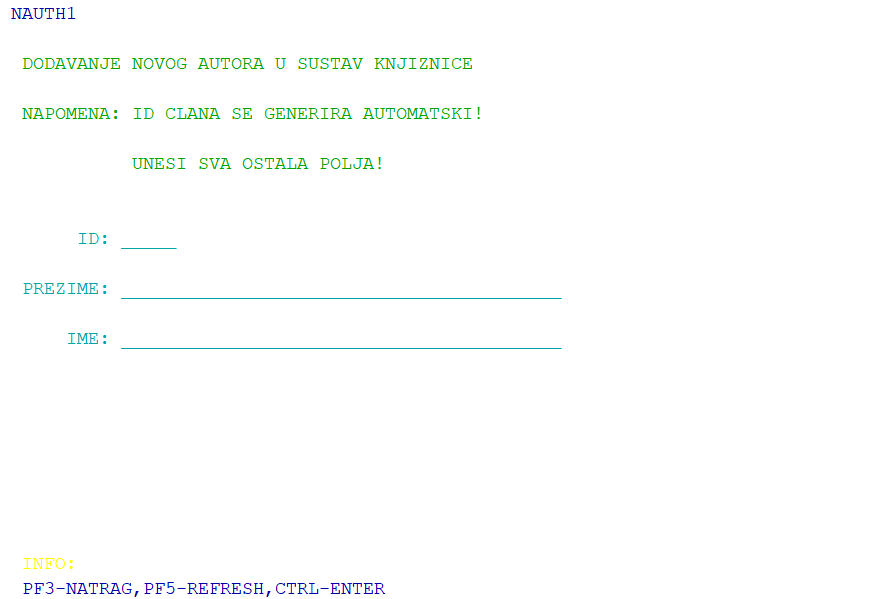 NAUTH1
DODAVANJE NOVOG AUTORA U SUSTAV KNJIZNICE
NAPOMENA: ID CLANA SE GENERIRA AUTOMATSKI!
UNESI SVA OSTALA POLJA!
ID: _____
PREZIME: ________________________________________
IME: ________________________________________
INFO:
PF3-NATRAG,PF5-REFRESH,CTRL-ENTER